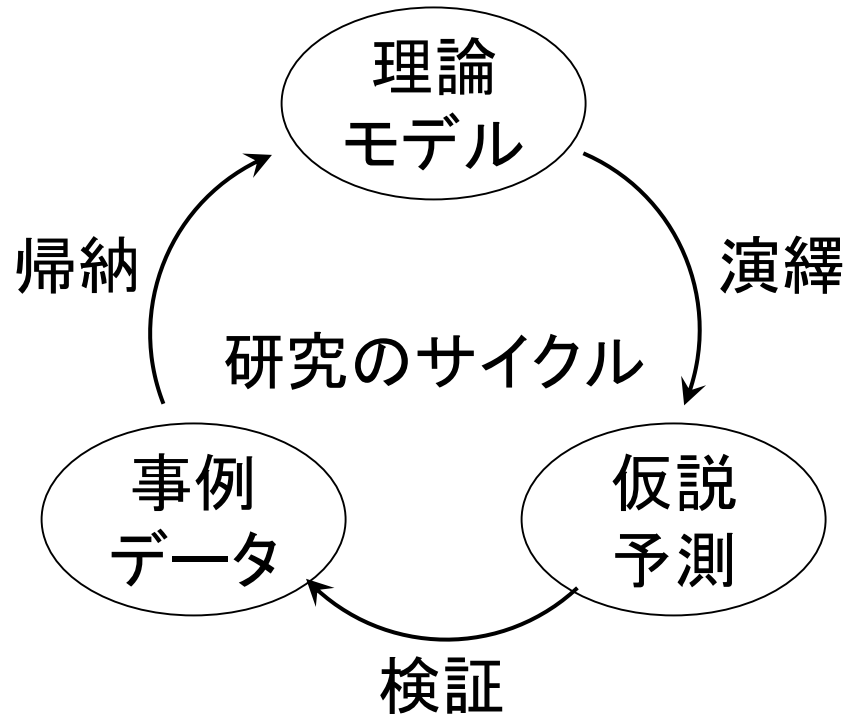 理論
モデル
帰納
演繹
研究のサイクル
事例
データ
仮説
予測
検証